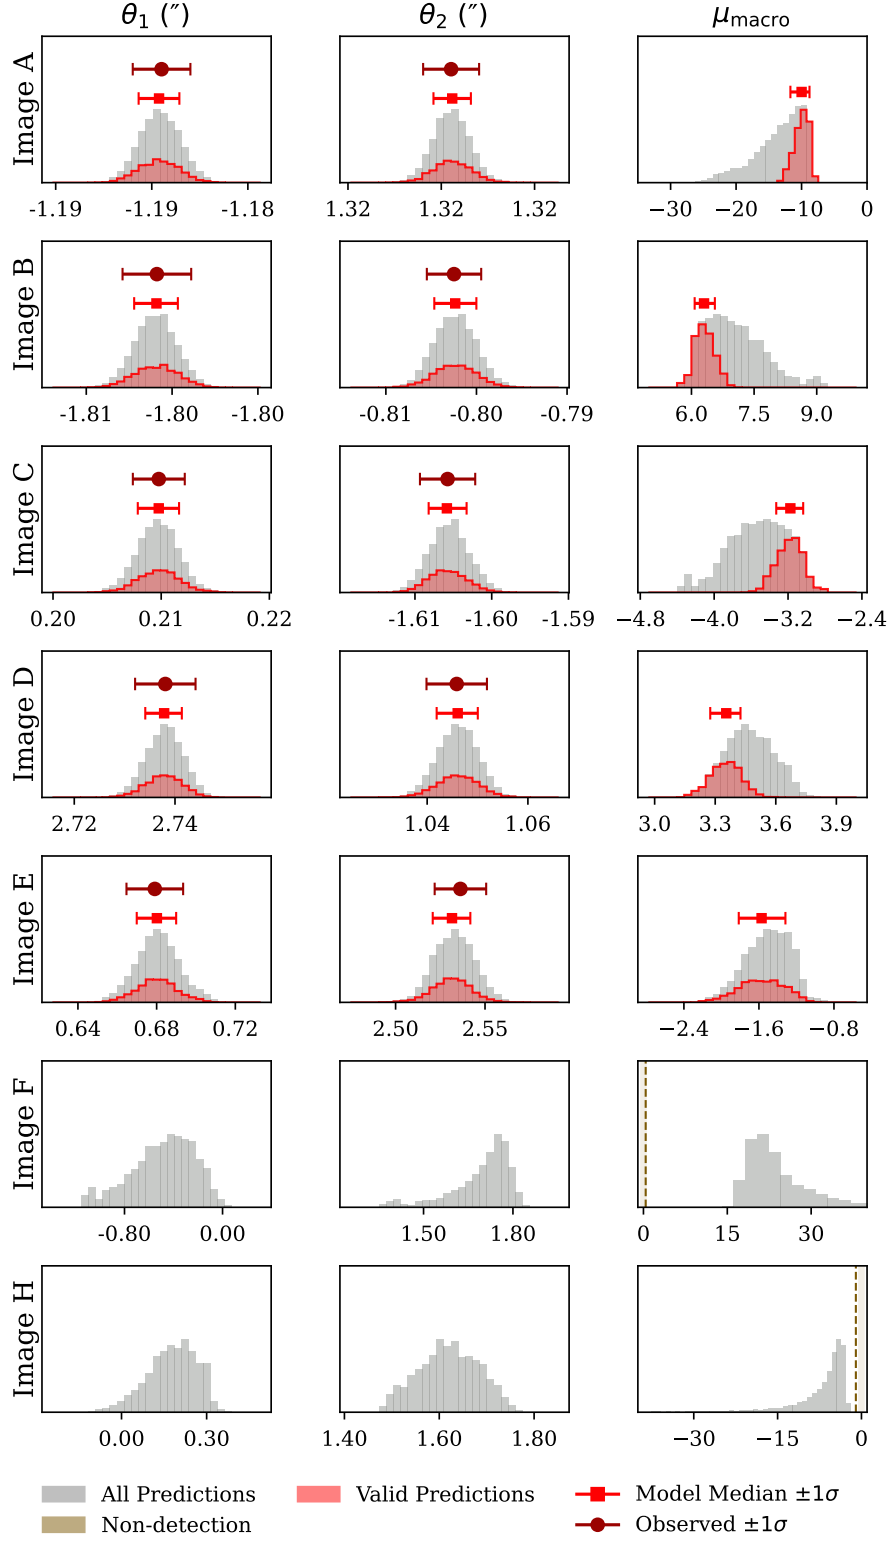 θ₁ (″) θ₂ (″) μmacro
Image A
-1.19 -1.19 -1.18 1.32 1.32 1.32 −30 −20 −10 0
Image B
-1.81 -1.80 -1.80 -0.81 -0.80 -0.79 6.0 7.5 9.0
Image C
0.20 0.21 0.22 -1.61 -1.60 -1.59 −4.8 −4.0 −3.2 −2.4
Image D
2.72 2.74 1.04 1.06 3.0 3.3 3.6 3.9
Image E
0.64 0.68 0.72 2.50 2.55 −2.4 −1.6 −0.8
Image F
-0.80 0.00 1.50 1.80 0 15 30
Image H
0.00 0.30 1.40 1.60 1.80 −30 −15 0
All Predictions Valid Predictions Model Median ±1σ
Non-detection Observed ±1σ